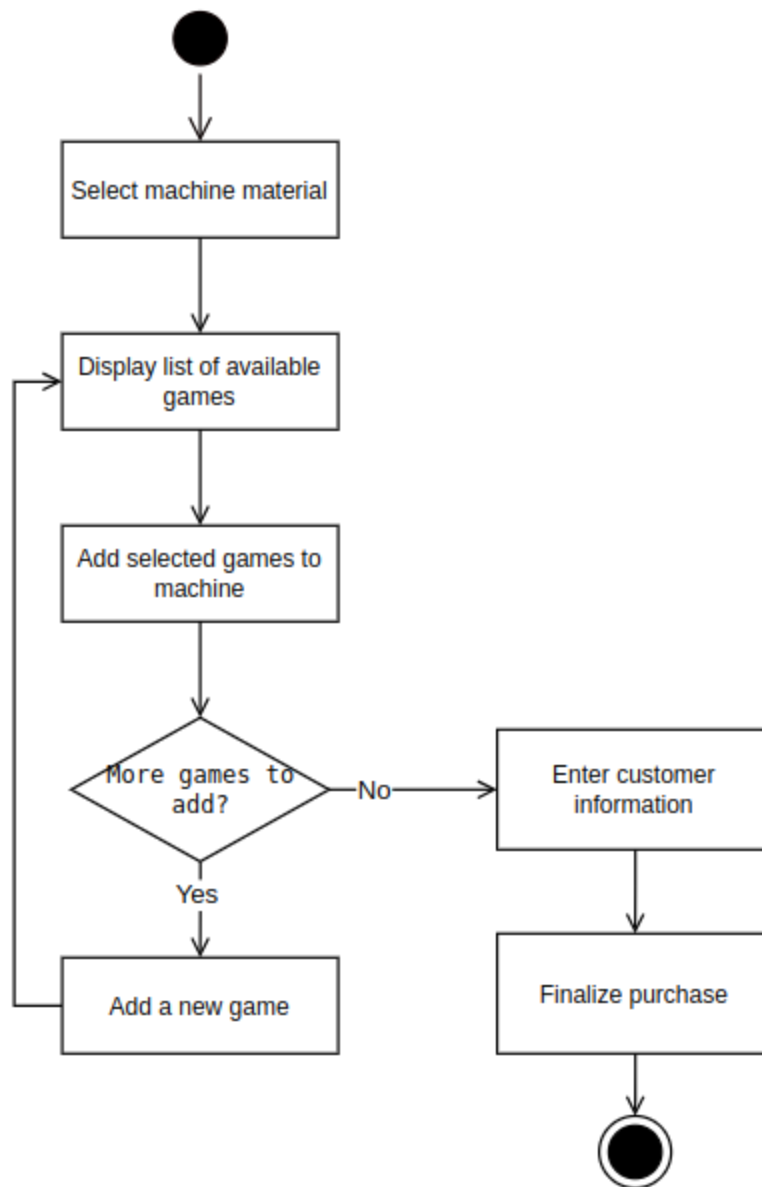 Select machine material
Display list of available
games
Add selected games to
machine
More games to
add?
No
Enter customer
information
Yes
Add a new game
Finalize purchase